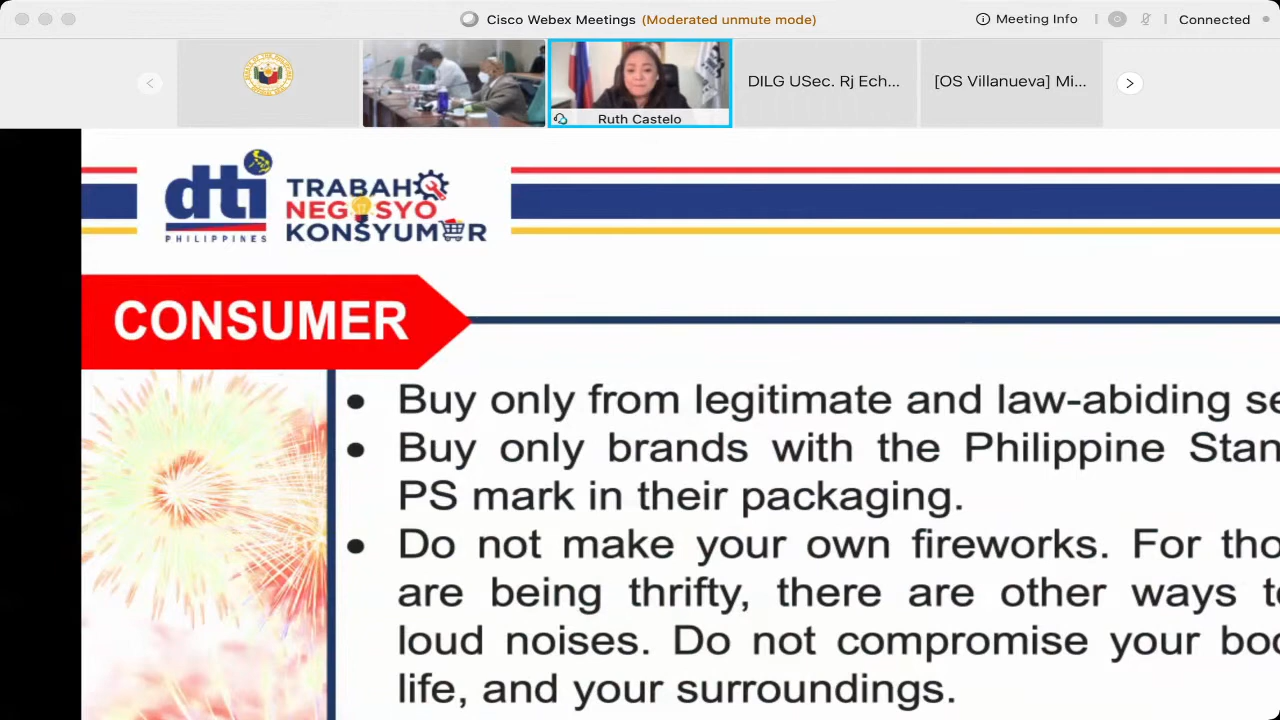 Cisco Webex Meetings (Moderated unmute mode)
Meeting Info
Connected
Ruth Castelo
DILG USec. Rj Ech...
[OS Villanueva] Mi...
dti
PHILIPPINES
TRABAHO
NEGOSYO
KONSYUMER
CONSUMER
• Buy only from legitimate and law-abiding se
• Buy only brands with the Philippine Stan
PS mark in their packaging.
• Do not make your own fireworks. For tho
are being thrifty, there are other ways to
loud noises. Do not compromise your bod
life, and your surroundings.